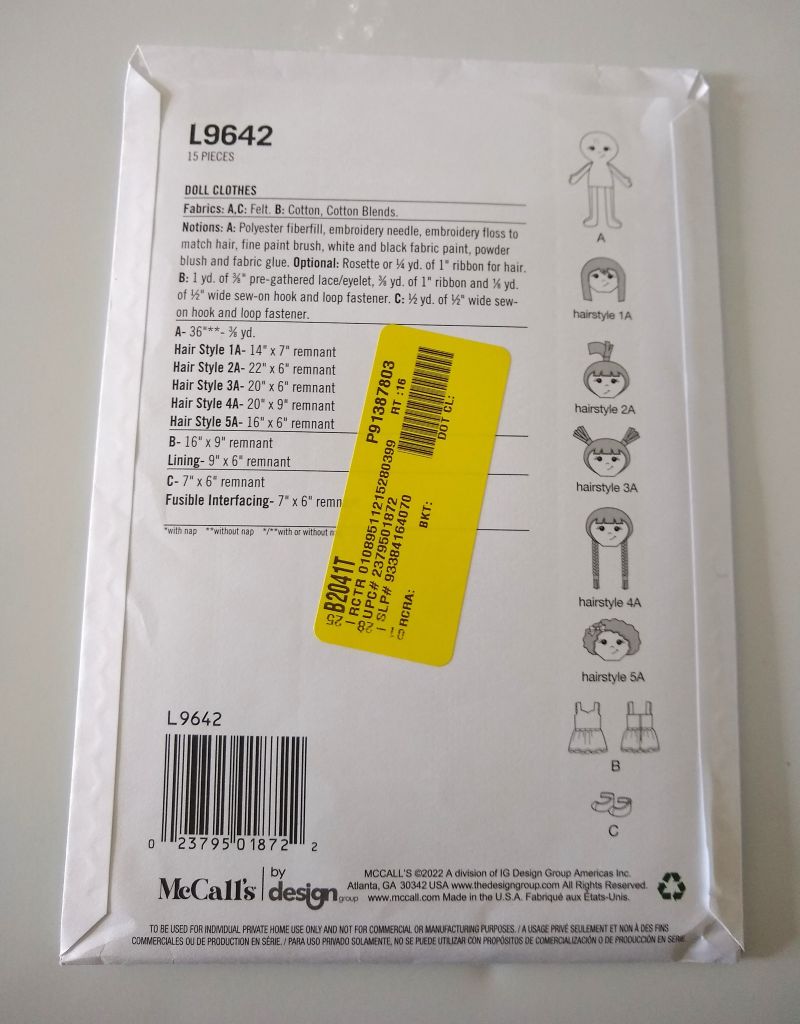 L9642
15 PIECES
DOLL CLOTHES
Fabrics: A,C: Felt. B: Cotton, Cotton Blends.
Notions: A: Polyester fiberfill, embroidery needle, embroidery floss to
match hair, fine paint brush, white and black fabric paint, powder
blush and fabric glue. Optional: Rosette or ¼ yd. of 1" ribbon for hair.
B: 1 yd. of ⅜" pre-gathered lace/eyelet, ⅜ yd. of 1" ribbon and ⅛ yd.
of ½" wide sew-on hook and loop fastener. C: ½ yd. of ½" wide sew-
on hook and loop fastener.
A- 36"**- ⅜ yd.
Hair Style 1A- 14" x 7" remnant
Hair Style 2A- 22" x 6" remnant
Hair Style 3A- 20" x 6" remnant
Hair Style 4A- 20" x 9" remnant
Hair Style 5A- 16" x 6" remnant
B- 16" x 9" remnant
Lining- 9" x 6" remnant
C- 7" x 6" remnant
Fusible Interfacing- 7" x 6" remn
*with nap **without nap */**with or without n
A
hairstyle 1A
hairstyle 2A
hairstyle 3A
hairstyle 4A
hairstyle 5A
B
C
P91387803
RT :16
DOT CL:
B2041T
RCTR 01089511215280399
UPC# 2379501872
SLP# 93384164070
BKT:
RCRA:
01-28-25
L9642
0 23795 01872 2
McCall's by design group
MCCALL'S ©2022 A division of IG Design Group Americas Inc.
Atlanta, GA 30342 USA www.thedesigngroup.com All Rights Reserved.
www.mccall.com Made in the U.S.A. Fabriqué aux États-Unis.
TO BE USED FOR INDIVIDUAL PRIVATE HOME USE ONLY AND NOT FOR COMMERCIAL OR MANUFACTURING PURPOSES. / A USAGE PRIVÉ SEULEMENT ET NON À DES FINS
COMMERCIALES OU DE PRODUCTION EN SÉRIE. / PARA USO PRIVADO SOLAMENTE, NO SE PUEDE UTILIZAR CON PROPÓSITOS DE COMERCIALIZACIÓN O DE PRODUCCIÓN EN SERIE.